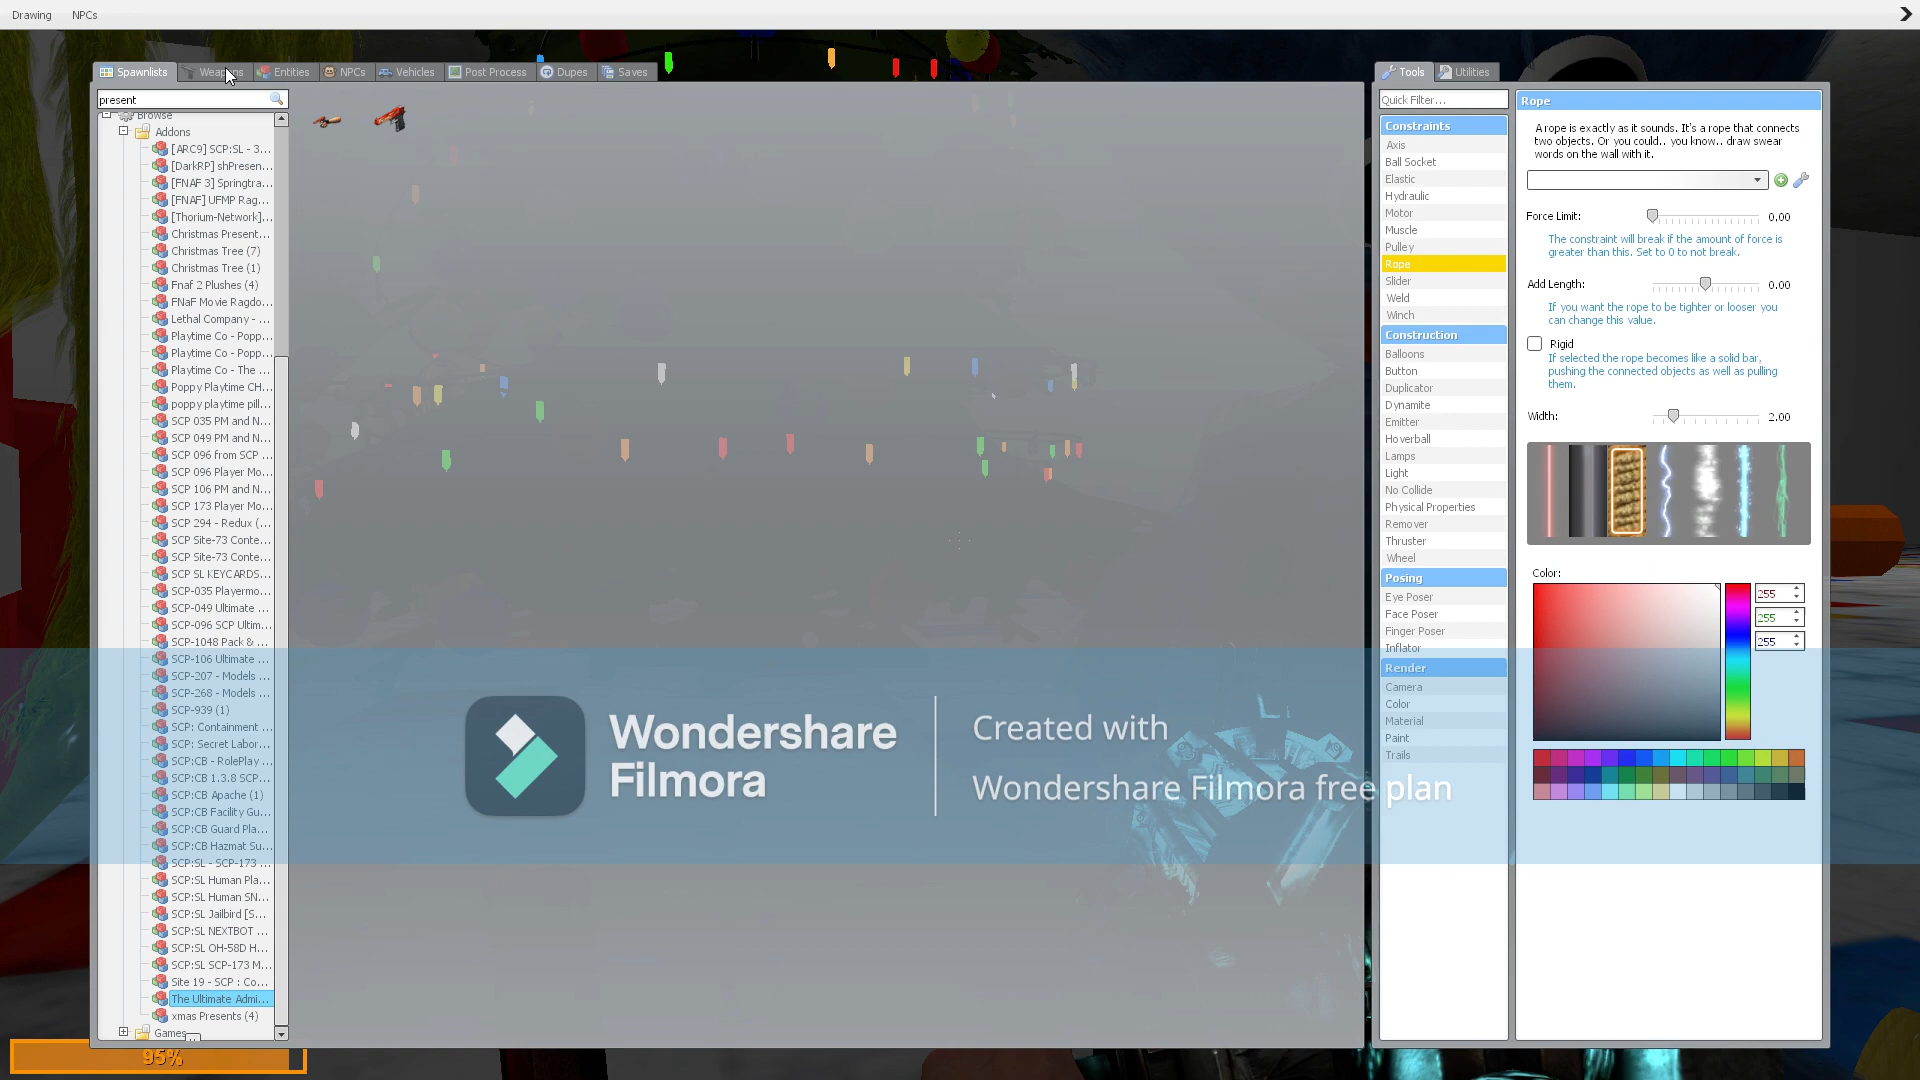 Drawing NPCs
Spawnlists Weapons Entities NPCs Vehicles Post Process Dupes Saves
present
Browse
Addons
[ARC9] SCP:SL - 3...
[DarkRP] shPresen...
[FNAF 3] Springtra...
[FNAF] UFMP Rag...
[Thorium-Network]...
Christmas Present...
Christmas Tree (7)
Christmas Tree (1)
Fnaf 2 Plushes (4)
FNaF Movie Ragdo...
Lethal Company - ...
Playtime Co - Popp...
Playtime Co - Popp...
Playtime Co - The ...
Poppy Playtime CH...
poppy playtime pill...
SCP 035 PM and N...
SCP 049 PM and N...
SCP 096 from SCP ...
SCP 096 Player Mo...
SCP 106 PM and N...
SCP 173 Player Mo...
SCP 294 - Redux (...
SCP Site-73 Conte...
SCP Site-73 Conte...
SCP SL KEYCARDS...
SCP-035 Playermo...
SCP-049 Ultimate ...
SCP-096 SCP Ultim...
SCP-1048 Pack & ...
SCP-106 Ultimate ...
SCP-207 - Models ...
SCP-268 - Models ...
SCP-939 (1)
SCP: Containment ...
SCP: Secret Labor...
SCP:CB - RolePlay ...
SCP:CB 1.3.8 SCP...
SCP:CB Apache (1)
SCP:CB Facility Gu...
SCP:CB Guard Pla...
SCP:CB Hazmat Su...
SCP:SL - SCP-173 ...
SCP:SL Human Pla...
SCP:SL Human SN...
SCP:SL Jailbird [S...
SCP:SL NEXTBOT ...
SCP:SL OH-58D H...
SCP:SL SCP-173 M...
Site 19 - SCP : Co...
The Ultimate Admi...
xmas Presents (4)
Games
95%
Wondershare
Filmora
Created with
Wondershare Filmora free plan
Tools Utilities
Quick Filter...
Constraints
Axis
Ball Socket
Elastic
Hydraulic
Motor
Muscle
Pulley
Rope
Slider
Weld
Winch
Construction
Balloons
Button
Duplicator
Dynamite
Emitter
Hoverball
Lamps
Light
No Collide
Physical Properties
Remover
Thruster
Wheel
Posing
Eye Poser
Face Poser
Finger Poser
Inflator
Render
Camera
Color
Material
Paint
Trails
Rope
A rope is exactly as it sounds. It's a rope that connects
two objects. Or you could.. you know.. draw swear
words on the wall with it.
Force Limit: 0.00
The constraint will break if the amount of force is
greater than this. Set to 0 to not break.
Add Length: 0.00
If you want the rope to be tighter or looser you
can change this value.
Rigid
If selected the rope becomes like a solid bar,
pushing the connected objects as well as pulling
them.
Width: 2.00
Color:
255
255
255